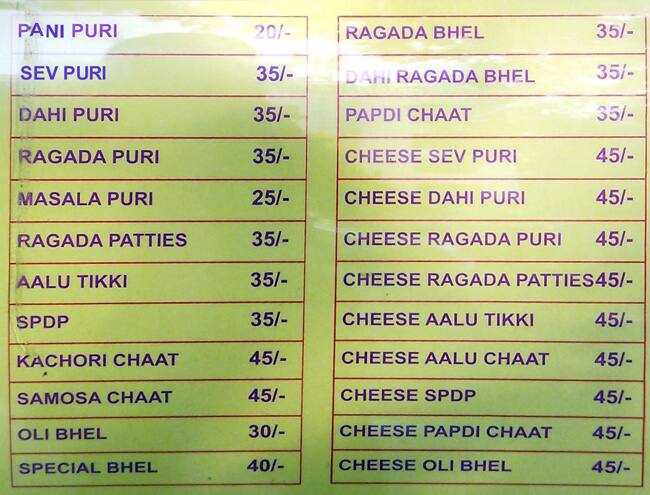 PANI PURI 20/-
SEV PURI 35/-
DAHI PURI 35/-
RAGADA PURI 35/-
MASALA PURI 25/-
RAGADA PATTIES 35/-
AALU TIKKI 35/-
SPDP 35/-
KACHORI CHAAT 45/-
SAMOSA CHAAT 45/-
OLI BHEL 30/-
SPECIAL BHEL 40/-
RAGADA BHEL 35/-
DAHI RAGADA BHEL 35/-
PAPDI CHAAT 35/-
CHEESE SEV PURI 45/-
CHEESE DAHI PURI 45/-
CHEESE RAGADA PURI 45/-
CHEESE RAGADA PATTIES 45/-
CHEESE AALU TIKKI 45/-
CHEESE AALU CHAAT 45/-
CHEESE SPDP 45/-
CHEESE PAPDI CHAAT 45/-
CHEESE OLI BHEL 45/-